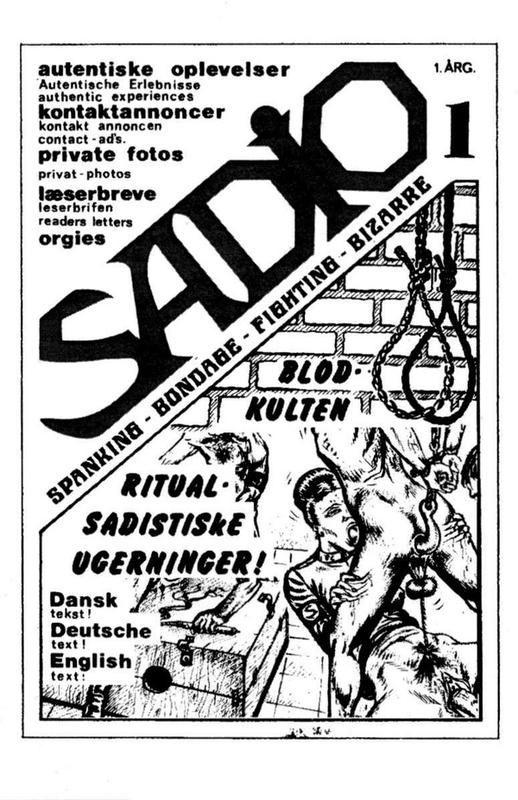 autentiske oplevelser
Autentische Erlebnisse
authentic experiences
kontaktannoncer
kontakt annoncen
contact-ad's.
private fotos
privat-photos
læserbreve
leserbrifen
readers letters
orgies
1. ÅRG.
1
SADIO
SPANKING - BONDAGE - FIGHTING - BIZARRE
BLOD-
KULTEN
RITUAL-
SADISTISKE
UGERNINGER!
Dansk
tekst!
Deutsche
text!
English
text!